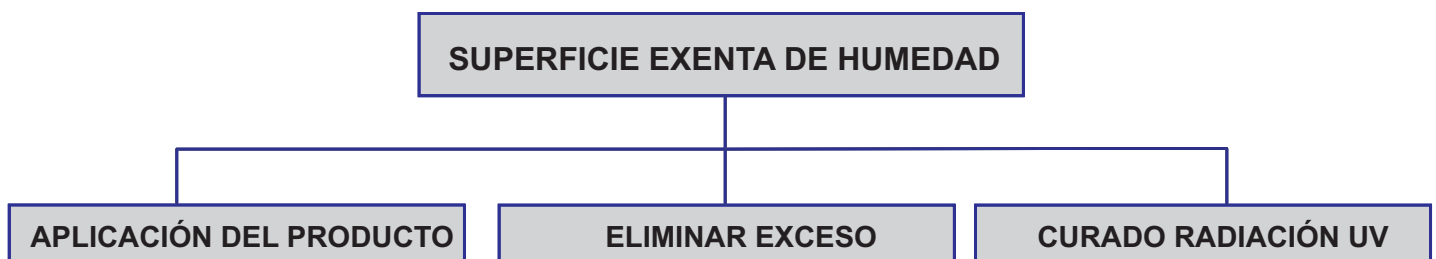 SUPERFICIE EXENTA DE HUMEDAD
APLICACIÓN DEL PRODUCTO
ELIMINAR EXCESO
CURADO RADIACIÓN UV